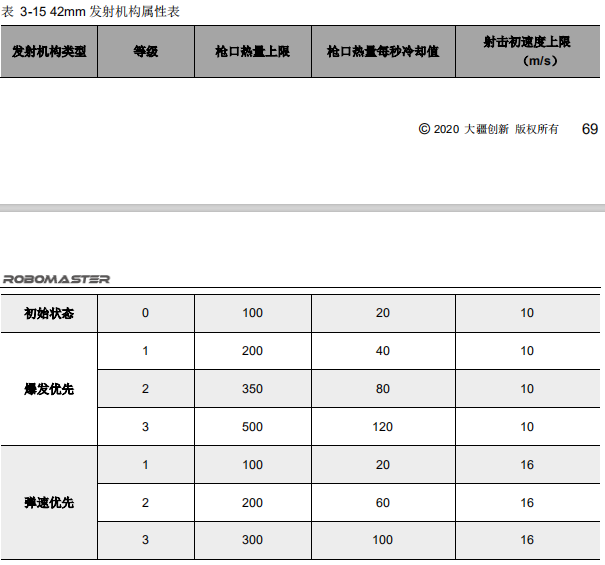 表 3-15 42mm 发射机构属性表
发射机构类型 等级 枪口热量上限 枪口热量每秒冷却值 射击初速度上限
（m/s）
© 2020 大疆创新 版权所有 69
ROBOMASTER
初始状态 0 100 20 10
爆发优先 1 200 40 10
2 350 80 10
3 500 120 10
弹速优先 1 100 20 16
2 200 60 16
3 300 100 16